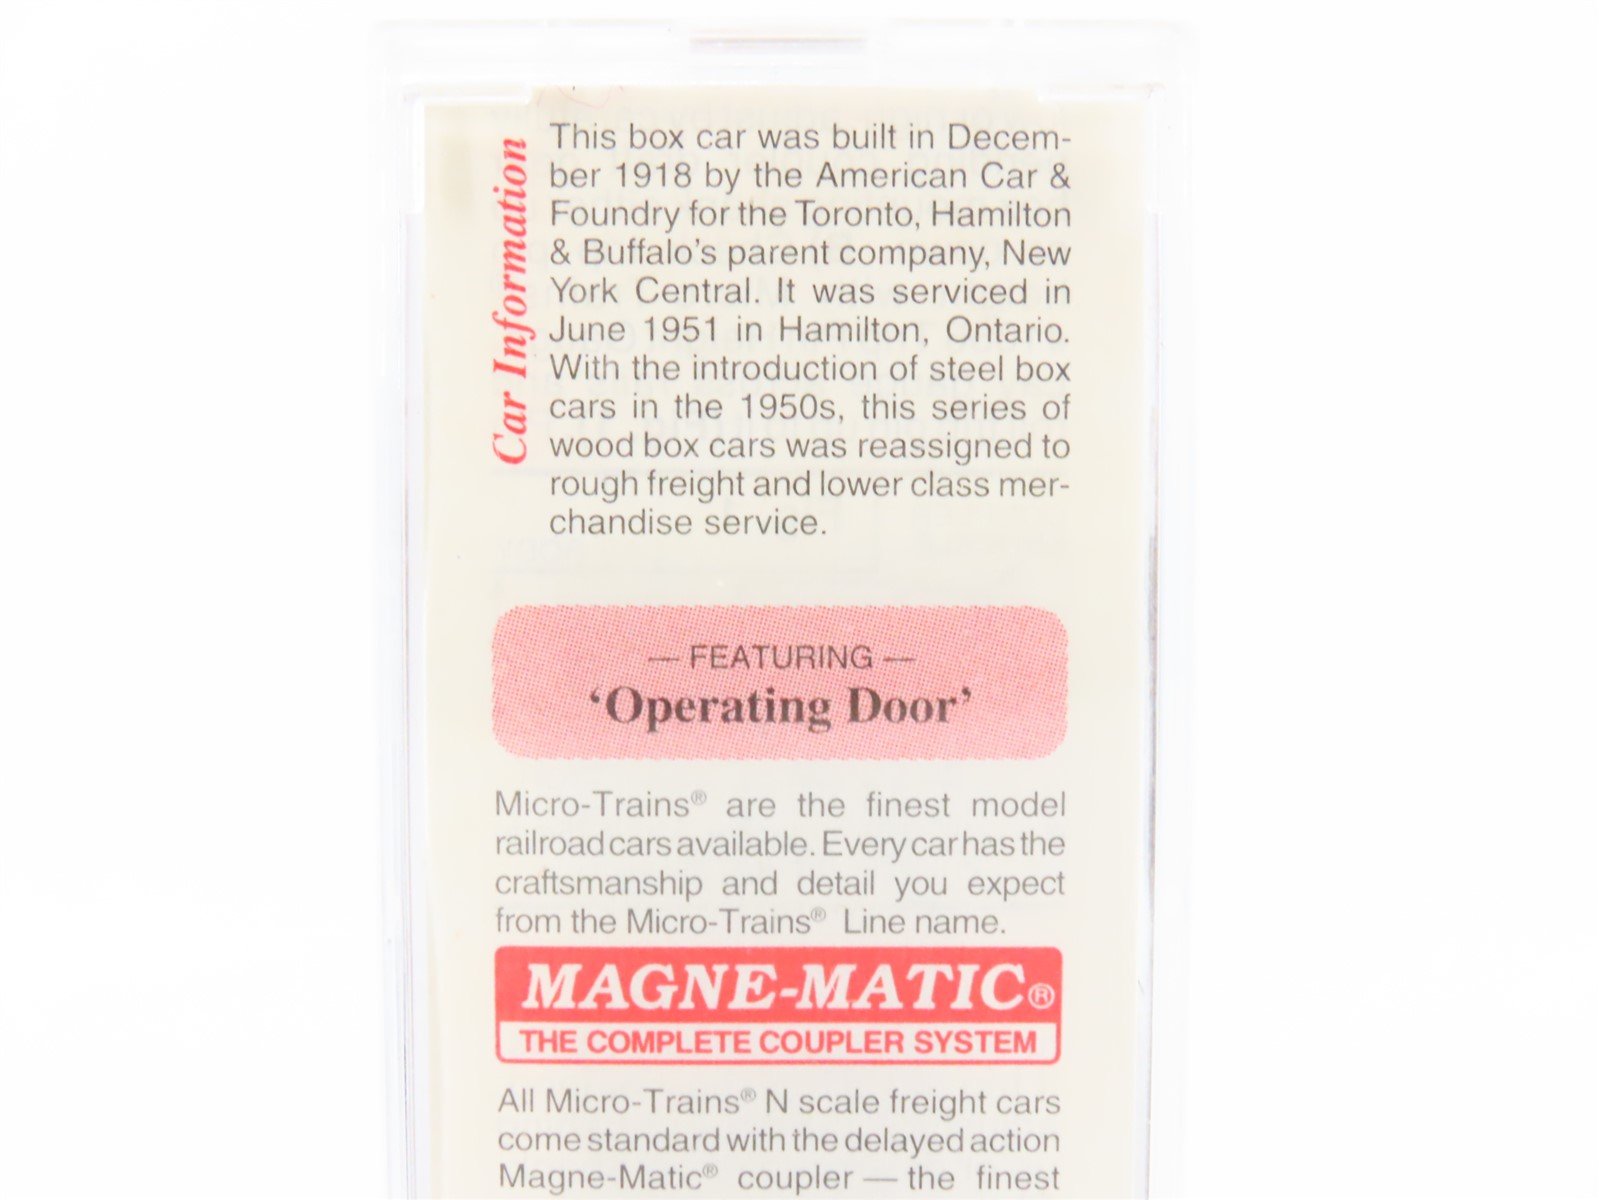 Car Information
This box car was built in Decem-
ber 1918 by the American Car &
Foundry for the Toronto, Hamilton
& Buffalo's parent company, New
York Central. It was serviced in
June 1951 in Hamilton, Ontario.
With the introduction of steel box
cars in the 1950s, this series of
wood box cars was reassigned to
rough freight and lower class mer-
chandise service.
— FEATURING —
‘Operating Door’
Micro-Trains® are the finest model
railroad cars available. Every car has the
craftsmanship and detail you expect
from the Micro-Trains® Line name.
MAGNE-MATIC®
THE COMPLETE COUPLER SYSTEM
All Micro-Trains® N scale freight cars
come standard with the delayed action
Magne-Matic® coupler — the finest